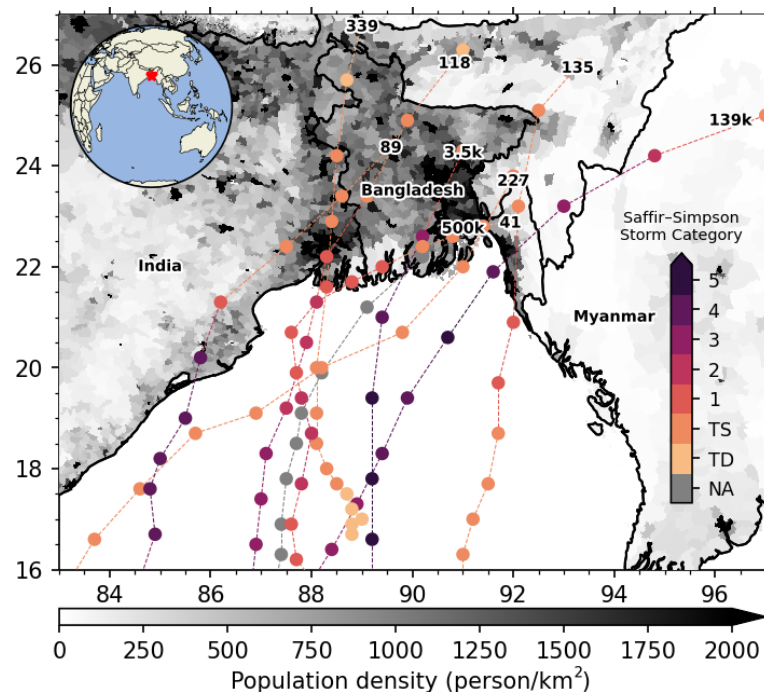 339
118
135
139k
89
3.5k
Bangladesh
227
500k
41
India
Myanmar
Saffir–Simpson
Storm Category
5
4
3
2
1
TS
TD
NA
26
24
22
20
18
16
84 86 88 90 92 94 96
0 250 500 750 1000 1250 1500 1750 2000
Population density (person/km²)